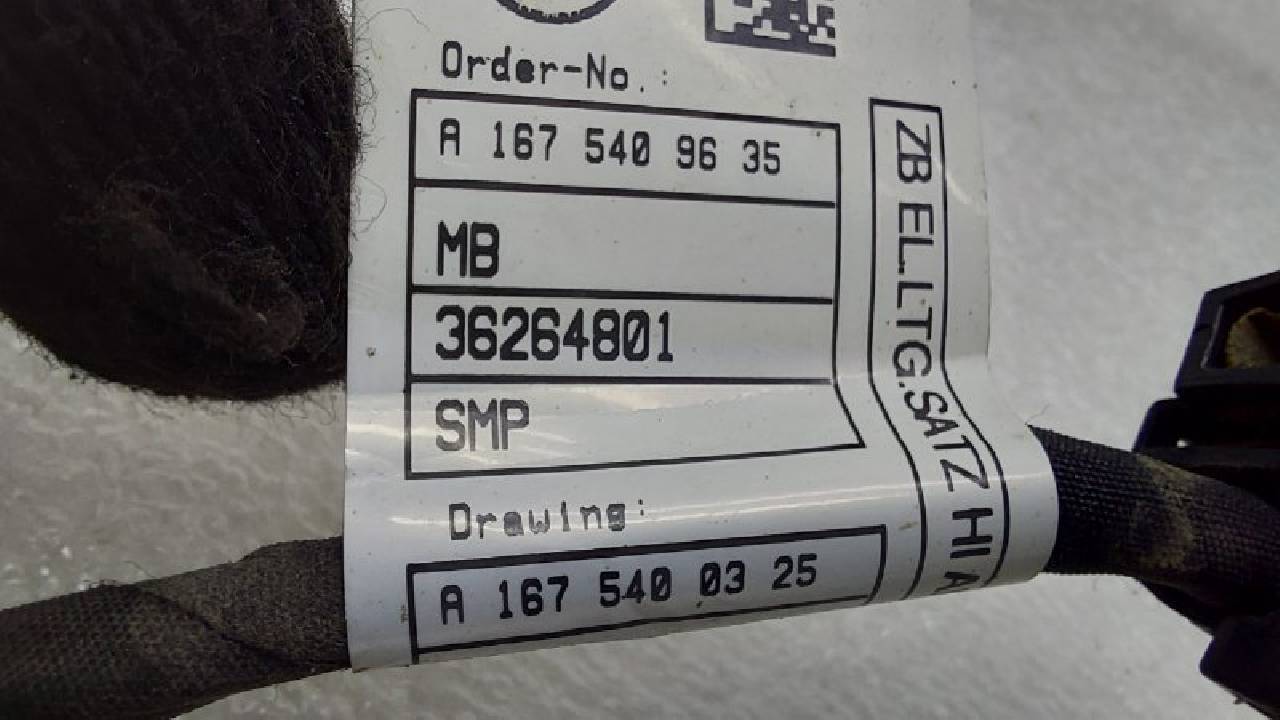 Order-No.:
A 167 540 96 35
MB
36264801
SMP
Drawing:
A 167 540 03 25
ZB EL.LTG.SATZ HI A